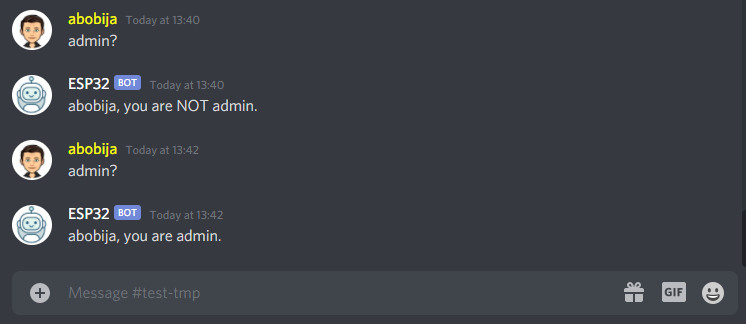 abobija Today at 13:40
admin?
ESP32 BOT Today at 13:40
abobija, you are NOT admin.
abobija Today at 13:42
admin?
ESP32 BOT Today at 13:42
abobija, you are admin.
Message #test-tmp GIF